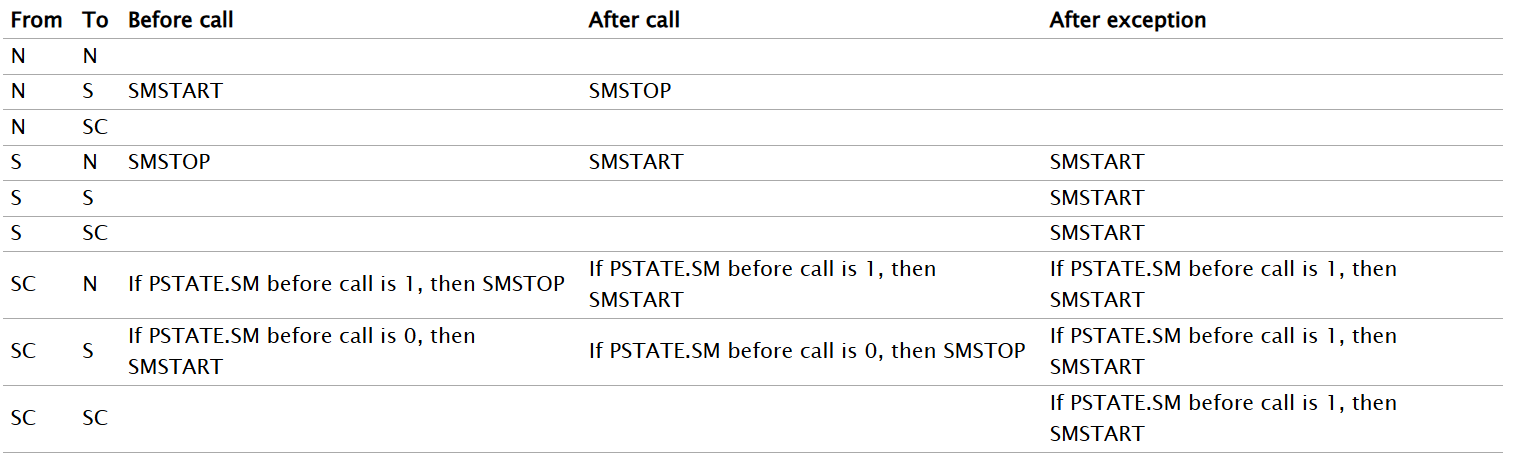 From To Before call After call After exception
N N
N S SMSTART SMSTOP
N SC
S N SMSTOP SMSTART SMSTART
S S SMSTART
S SC SMSTART
SC N If PSTATE.SM before call is 1, then SMSTOP If PSTATE.SM before call is 1, then SMSTART If PSTATE.SM before call is 1, then SMSTART
SC S If PSTATE.SM before call is 0, then SMSTART If PSTATE.SM before call is 0, then SMSTOP If PSTATE.SM before call is 1, then SMSTART
SC SC If PSTATE.SM before call is 1, then SMSTART